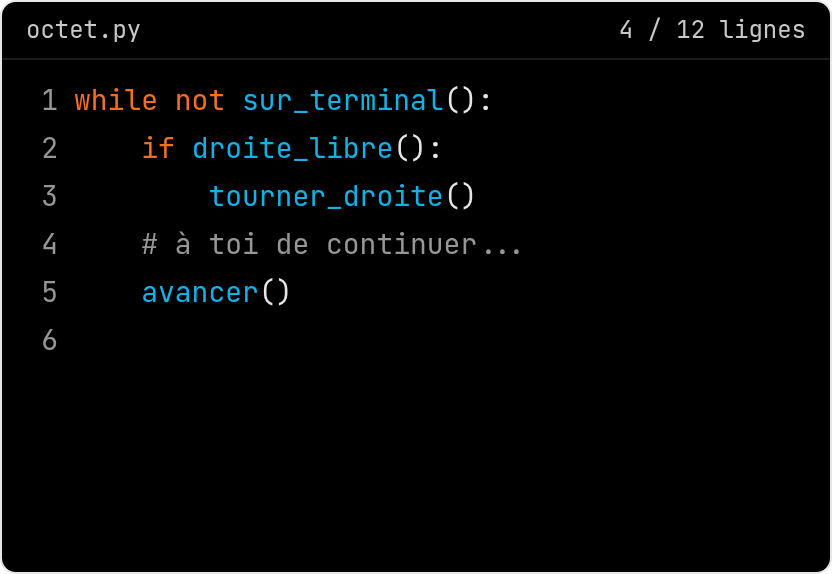 octet.py
4 / 12 lignes
1 while not sur_terminal():
2     if droite_libre():
3         tourner_droite()
4     # à toi de continuer...
5     avancer()
6